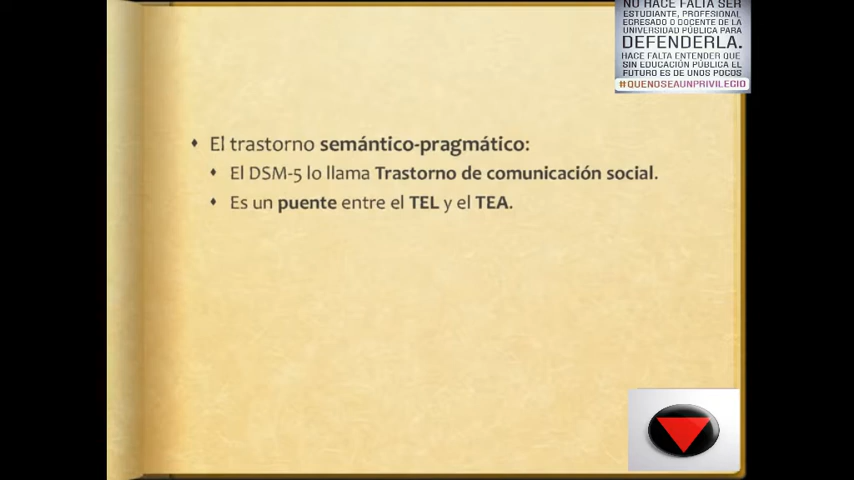 NO HACE FALTA SER
ESTUDIANTE, PROFESIONAL
EGRESADO O DOCENTE DE LA
UNIVERSIDAD PÚBLICA PARA
DEFENDERLA.
HACE FALTA ENTENDER QUE
SIN EDUCACIÓN PÚBLICA EL
FUTURO ES DE UNOS POCOS
#QUENOSEAUNPRIVILEGIO
El trastorno semántico-pragmático:
El DSM-5 lo llama Trastorno de comunicación social.
Es un puente entre el TEL y el TEA.